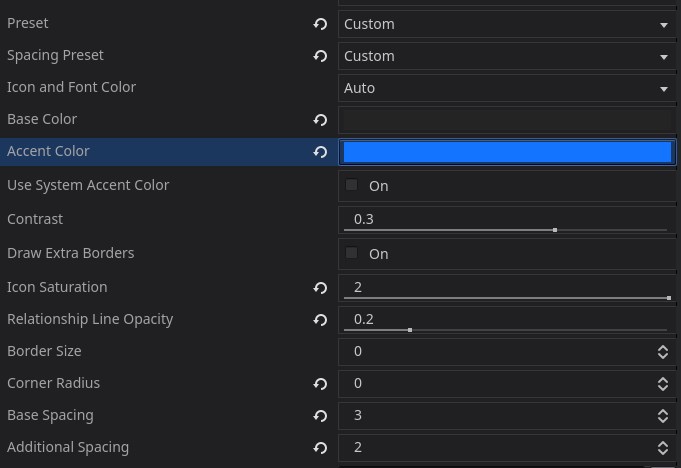 Preset Custom
Spacing Preset Custom
Icon and Font Color Auto
Base Color
Accent Color
Use System Accent Color On
Contrast 0.3
Draw Extra Borders On
Icon Saturation 2
Relationship Line Opacity 0.2
Border Size 0
Corner Radius 0
Base Spacing 3
Additional Spacing 2